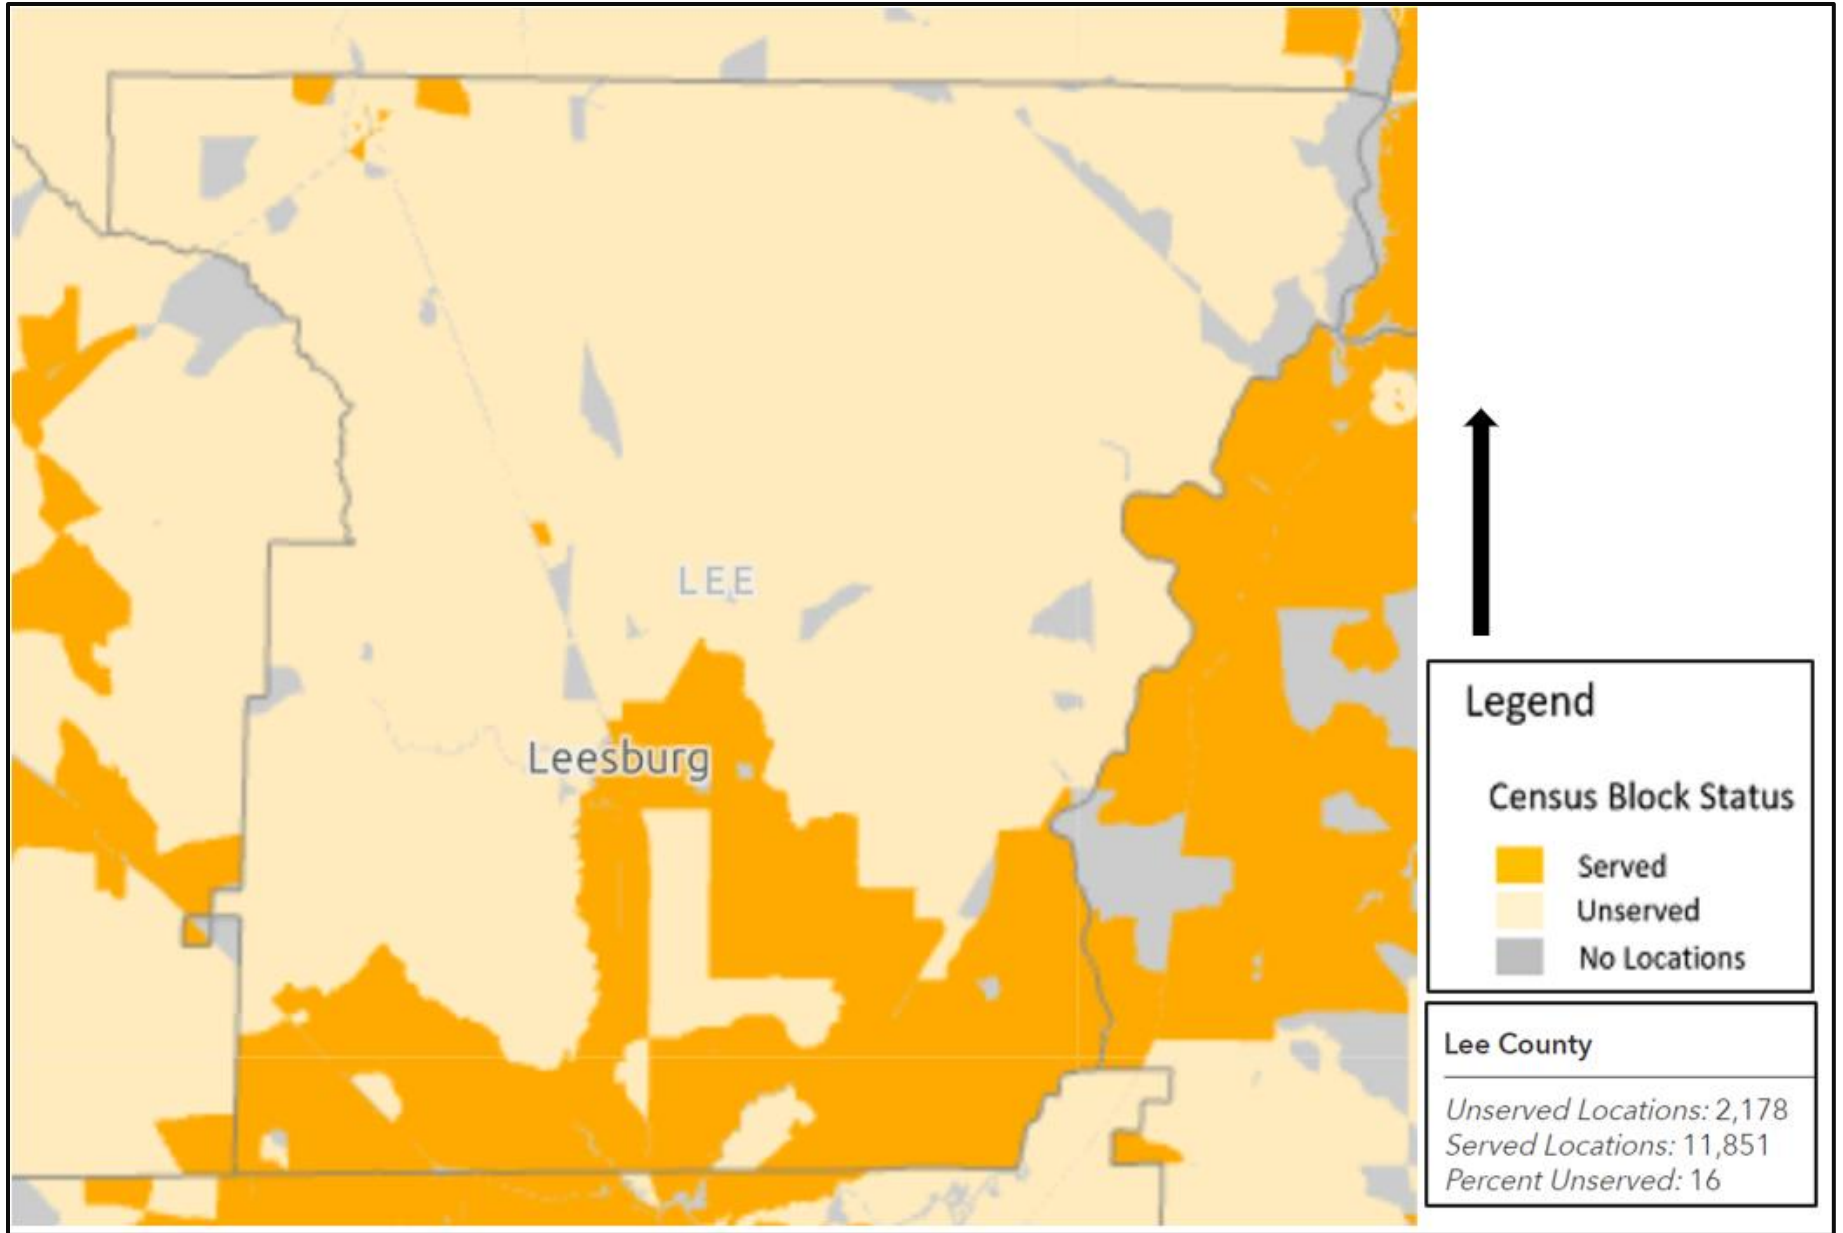 LEE
Leesburg
Legend
Census Block Status
Served
Unserved
No Locations
Lee County
Unserved Locations: 2,178
Served Locations: 11,851
Percent Unserved: 16